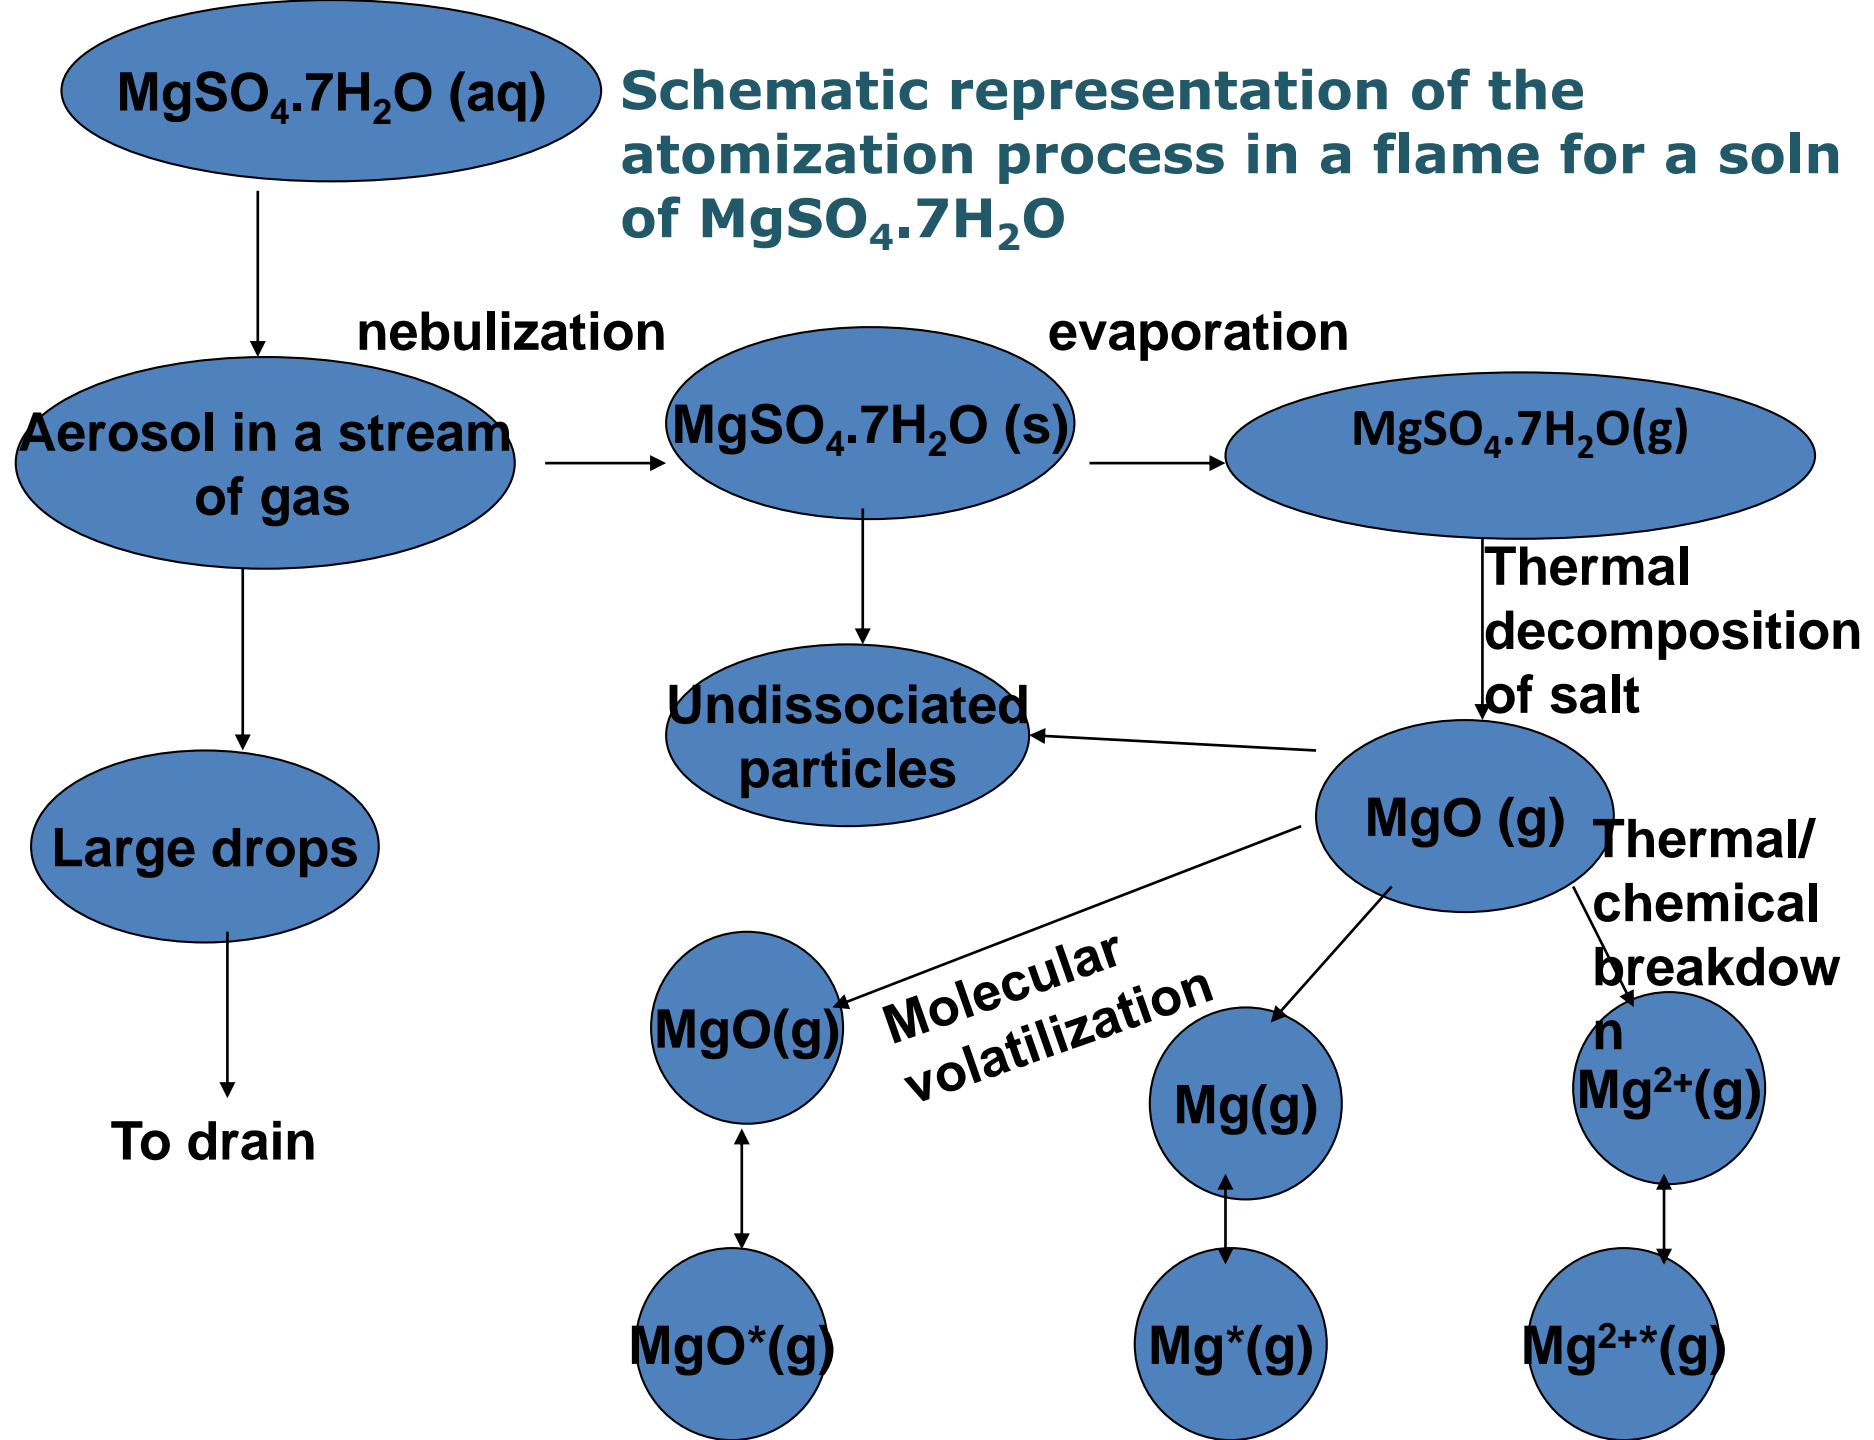 MgSO₄.7H₂O (aq)
Schematic representation of the
atomization process in a flame for a soln
of MgSO₄.7H₂O
nebulization
evaporation
Aerosol in a stream
of gas
MgSO₄.7H₂O (s)
MgSO₄.7H₂O(g)
Thermal
decomposition
of salt
Undissociated
particles
Large drops
MgO (g)
Thermal/
chemical
breakdow
n
Molecular
volatilization
MgO(g)
Mg(g)
Mg²⁺(g)
To drain
MgO*(g)
Mg*(g)
Mg²⁺*(g)